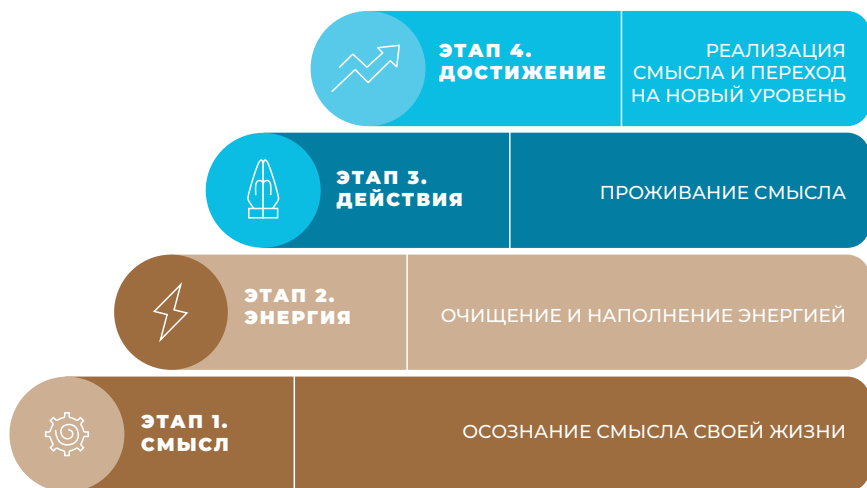 ЭТАП 4.
ДОСТИЖЕНИЕ
РЕАЛИЗАЦИЯ
СМЫСЛА И ПЕРЕХОД
НА НОВЫЙ УРОВЕНЬ
ЭТАП 3.
ДЕЙСТВИЯ
ПРОЖИВАНИЕ СМЫСЛА
ЭТАП 2.
ЭНЕРГИЯ
ОЧИЩЕНИЕ И НАПОЛНЕНИЕ ЭНЕРГИЕЙ
ЭТАП 1.
СМЫСЛ
ОСОЗНАНИЕ СМЫСЛА СВОЕЙ ЖИЗНИ